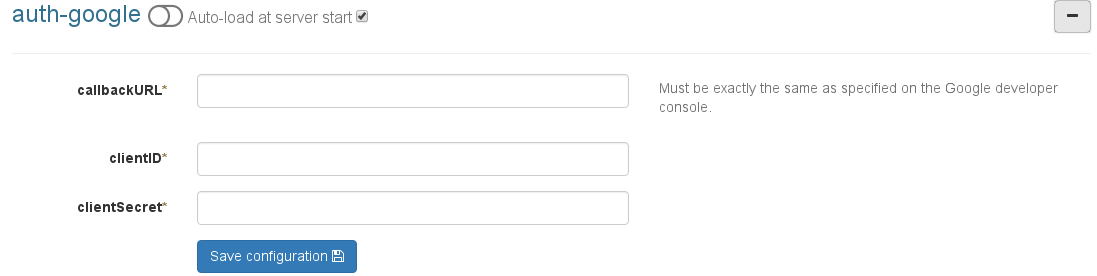 auth-google Auto-load at server start
callbackURL* Must be exactly the same as specified on the Google developer
console.
clientID*
clientSecret*
Save configuration